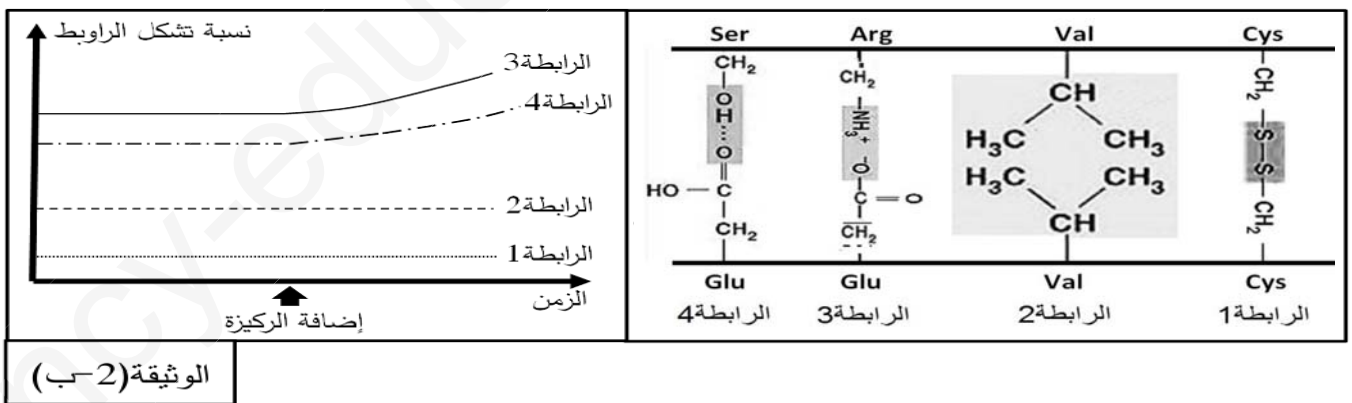 نسبة تشكل الراوبط
الرابطة3
الرابطة4
الرابطة2
الرابطة1
الزمن
إضافة الركيزة
Ser Arg Val Cys
CH2
O
H
O
HO — C
CH2
CH2
NH3 +
-O
C = O
CH2
CH
H3C CH3
H3C CH3
CH
CH2
S
S
CH2
Glu Glu Val Cys
الرابطة4 الرابطة3 الرابطة2 الرابطة1
الوثيقة(2-ب)